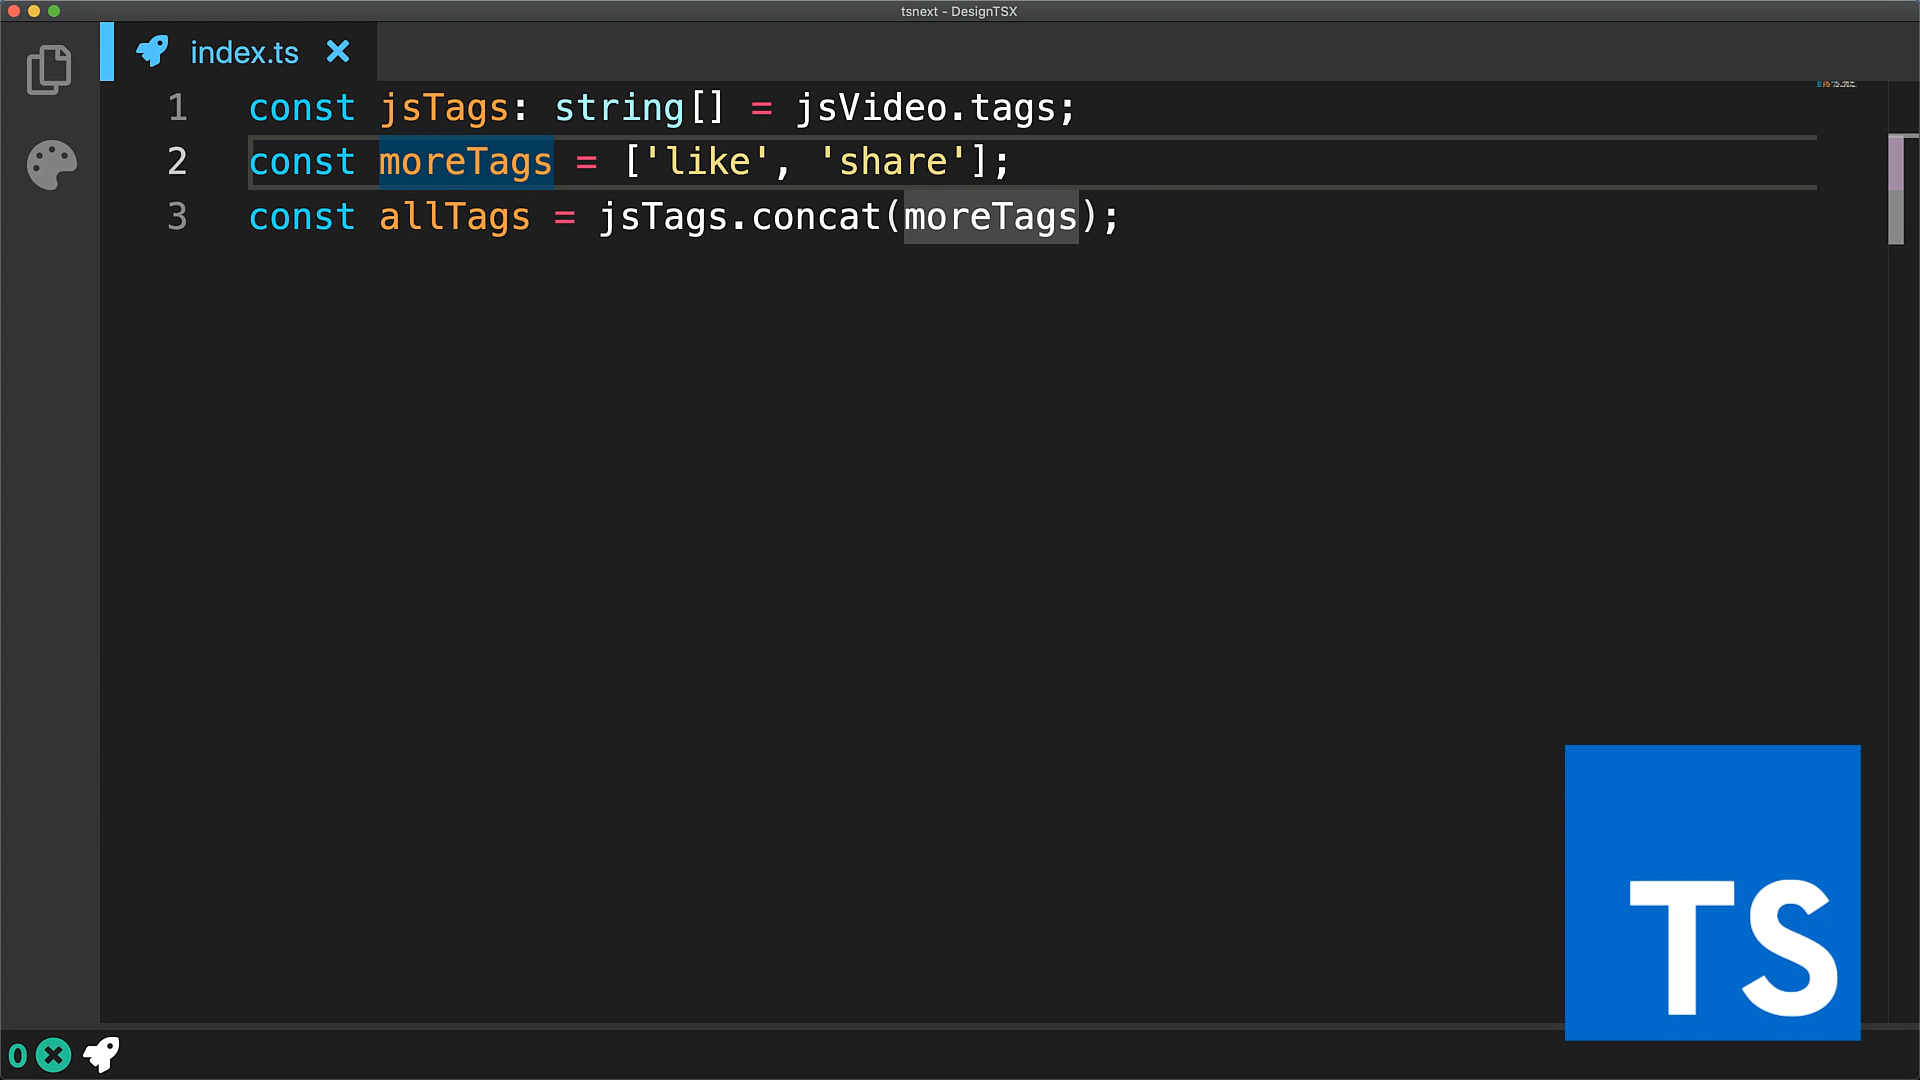 tsnext - DesignTSX
index.ts
1 const jsTags: string[] = jsVideo.tags;
2 const moreTags = ['like', 'share'];
3 const allTags = jsTags.concat(moreTags);
TS
0